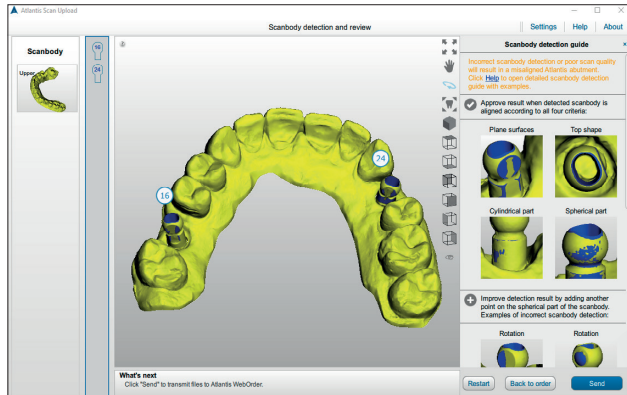 Atlantis Scan Upload
Scanbody detection and review
Settings
Help
About
Scanbody
Upper
16
24
16
24
Scanbody detection guide
Incorrect scanbody detection or poor scan quality
will result in a misaligned Atlantis abutment.
Click Help to open detailed scanbody detection
guide with examples.
Approve result when detected scanbody is
aligned according to all four criteria:
Plane surfaces
Top shape
Cylindrical part
Spherical part
Improve detection result by adding another
point on the spherical part of the scanbody.
Examples of incorrect scanbody detection:
Rotation
Rotation
What's next
Click "Send" to transmit files to Atlantis WebOrder.
Restart
Back to order
Send